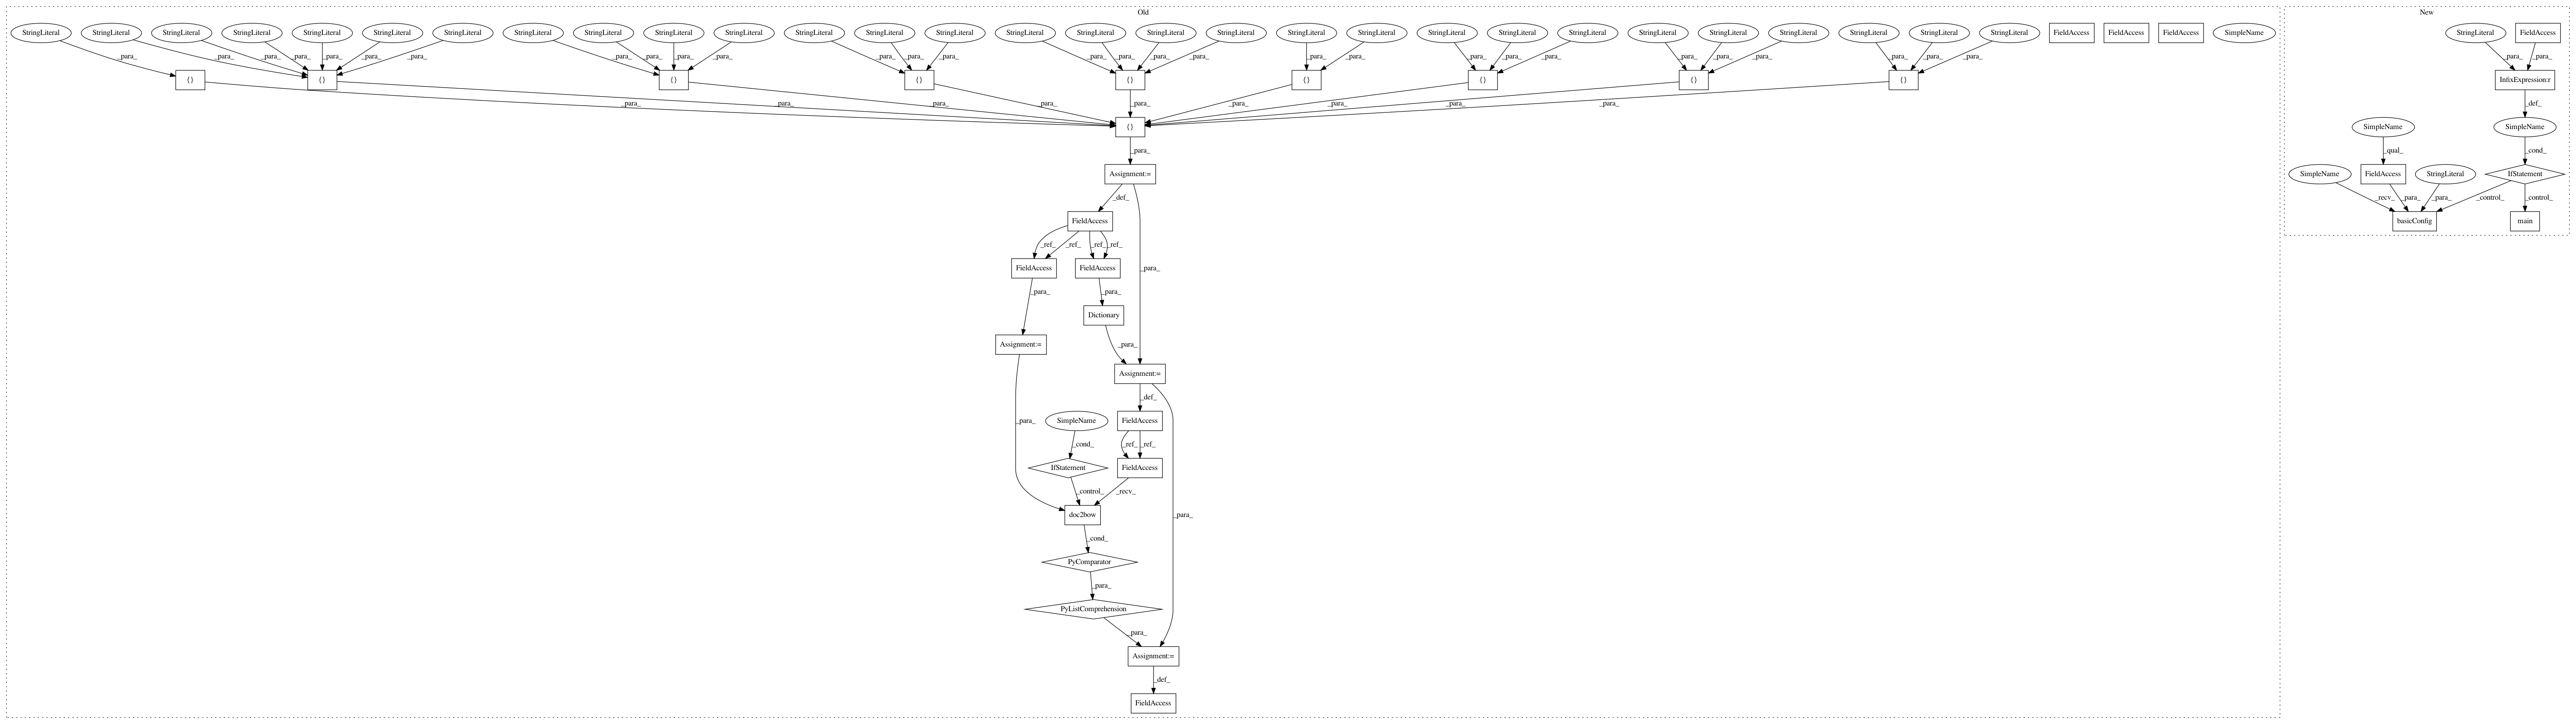 Old
New
StringLiteral StringLiteral StringLiteral StringLiteral StringLiteral StringLiteral StringLiteral StringLiteral StringLiteral StringLiteral StringLiteral StringLiteral StringLiteral StringLiteral StringLiteral StringLiteral StringLiteral StringLiteral StringLiteral StringLiteral StringLiteral StringLiteral StringLiteral StringLiteral StringLiteral StringLiteral StringLiteral StringLiteral StringLiteral FieldAccess FieldAccess FieldAccess SimpleName StringLiteral FieldAccess
_para_ _para_ _para_ _para_ _para_ _para_ _para_ _para_ _para_ _para_ _para_ _para_ _para_ _para_ _para_ _para_ _para_ _para_ _para_ _para_ _para_ _para_ _para_ _para_ _para_ _para_ _para_ _para_ _para_ _para_ _para_
{} {} {} {} {} {} {} {} {} InfixExpression:r
_para_ _para_ _para_ _para_ _para_ _para_ _para_ _para_ _para_ _def_
{} SimpleName SimpleName
_para_ _qual_ _cond_
Assignment:= SimpleName FieldAccess StringLiteral IfStatement
_def_ _recv_ _para_ _para_ _control_ _control_
FieldAccess basicConfig main
_ref_ _ref_ _ref_ _ref_
FieldAccess FieldAccess _para_
_para_ _para_
Dictionary
Assignment:= _para_
Assignment:=
_def_
_para_ SimpleName FieldAccess
_cond_ _ref_ _ref_
IfStatement FieldAccess
_control_ _recv_
doc2bow _para_
_cond_
PyComparator
_para_
PyListComprehension
_para_
Assignment:=
_def_
FieldAccess